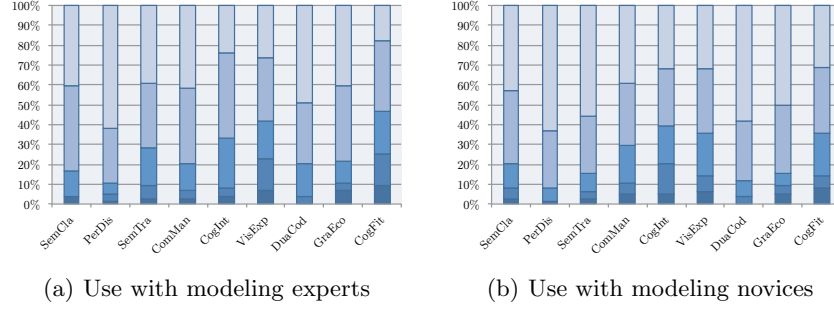 100%
90%
80%
70%
60%
50%
40%
30%
20%
10%
0%
SemCla
PerDis
SemTra
ComMan
CogInt
VisExp
DuaCod
GraEco
CogFit
(a) Use with modeling experts
100%
90%
80%
70%
60%
50%
40%
30%
20%
10%
0%
SemCla
PerDis
SemTra
ComMan
CogInt
VisExp
DuaCod
GraEco
CogFit
(b) Use with modeling novices